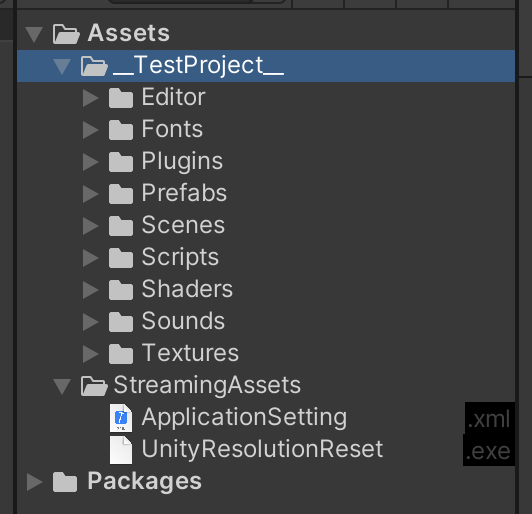 Assets
__TestProject__
Editor
Fonts
Plugins
Prefabs
Scenes
Scripts
Shaders
Sounds
Textures
StreamingAssets
ApplicationSetting .xml
UnityResolutionReset .exe
Packages